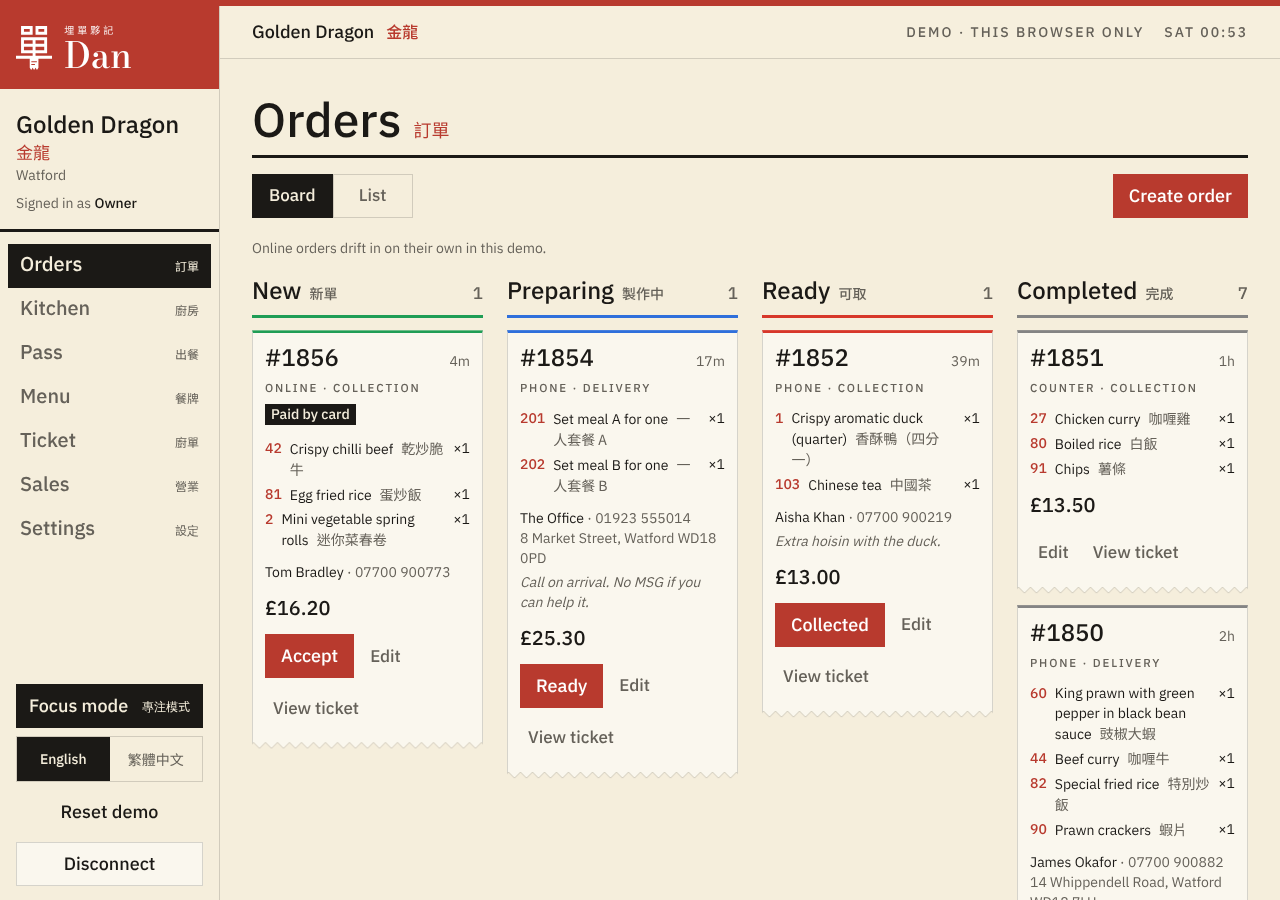 單
埋單夥記
Dan
Golden Dragon
金龍
Watford
Signed in as Owner
Orders 訂單
Kitchen 廚房
Pass 出餐
Menu 餐牌
Ticket 廚單
Sales 營業
Settings 設定
Focus mode 專注模式
English 繁體中文
Reset demo
Disconnect
Golden Dragon 金龍
DEMO · THIS BROWSER ONLY SAT 00:53
Orders 訂單
Board List
Create order
Online orders drift in on their own in this demo.
New 新單 1
#1856 4m
ONLINE · COLLECTION
Paid by card
42 Crispy chilli beef 乾炒脆 ×1
牛
81 Egg fried rice 蛋炒飯 ×1
2 Mini vegetable spring ×1
rolls 迷你菜春卷
Tom Bradley · 07700 900773
£16.20
Accept Edit
View ticket
Preparing 製作中 1
#1854 17m
PHONE · DELIVERY
201 Set meal A for one 一 ×1
人套餐 A
202 Set meal B for one 一 ×1
人套餐 B
The Office · 01923 555014
8 Market Street, Watford WD18
0PD
Call on arrival. No MSG if you
can help it.
£25.30
Ready Edit
View ticket
Ready 可取 1
#1852 39m
PHONE · COLLECTION
1 Crispy aromatic duck ×1
(quarter) 香酥鴨（四分
一）
103 Chinese tea 中國茶 ×1
Aisha Khan · 07700 900219
Extra hoisin with the duck.
£13.00
Collected Edit
View ticket
Completed 完成 7
#1851 1h
COUNTER · COLLECTION
27 Chicken curry 咖喱雞 ×1
80 Boiled rice 白飯 ×1
91 Chips 薯條 ×1
£13.50
Edit View ticket
#1850 2h
PHONE · DELIVERY
60 King prawn with green ×1
pepper in black bean
sauce 豉椒大蝦
44 Beef curry 咖喱牛 ×1
82 Special fried rice 特別炒 ×1
飯
90 Prawn crackers 蝦片 ×1
James Okafor · 07700 900882
14 Whippendell Road, Watford